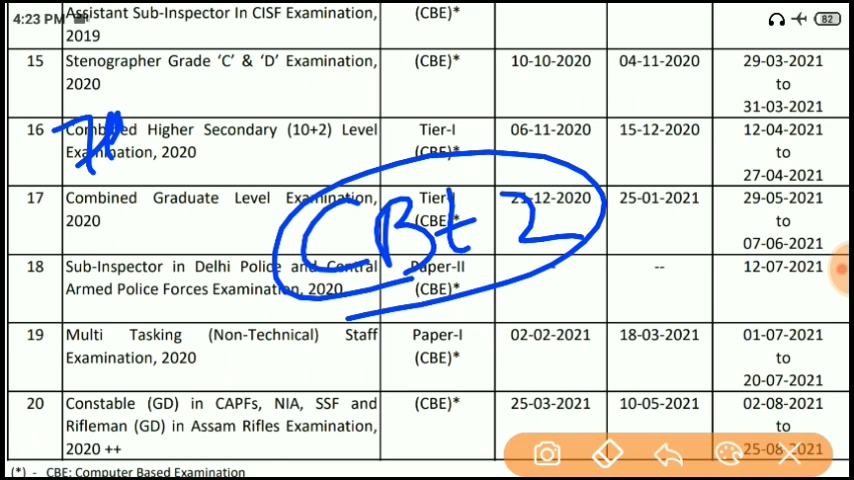 4:23 PM
82
Assistant Sub-Inspector In CISF Examination, 2019 (CBE)*
15 Stenographer Grade ‘C’ & ‘D’ Examination, 2020 (CBE)* 10-10-2020 04-11-2020 29-03-2021 to 31-03-2021
16 Combined Higher Secondary (10+2) Level Examination, 2020 Tier-I (CBE)* 06-11-2020 15-12-2020 12-04-2021 to 27-04-2021
17 Combined Graduate Level Examination, 2020 Tier-I (CBE)* 21-12-2020 25-01-2021 29-05-2021 to 07-06-2021
18 Sub-Inspector in Delhi Police and Central Armed Police Forces Examination, 2020 Paper-II (CBE)* -- -- 12-07-2021
19 Multi Tasking (Non-Technical) Staff Examination, 2020 Paper-I (CBE)* 02-02-2021 18-03-2021 01-07-2021 to 20-07-2021
20 Constable (GD) in CAPFs, NIA, SSF and Rifleman (GD) in Assam Rifles Examination, 2020 ++ (CBE)* 25-03-2021 10-05-2021 02-08-2021 to 25-08-2021
(*) - CBE: Computer Based Examination
CBt 2